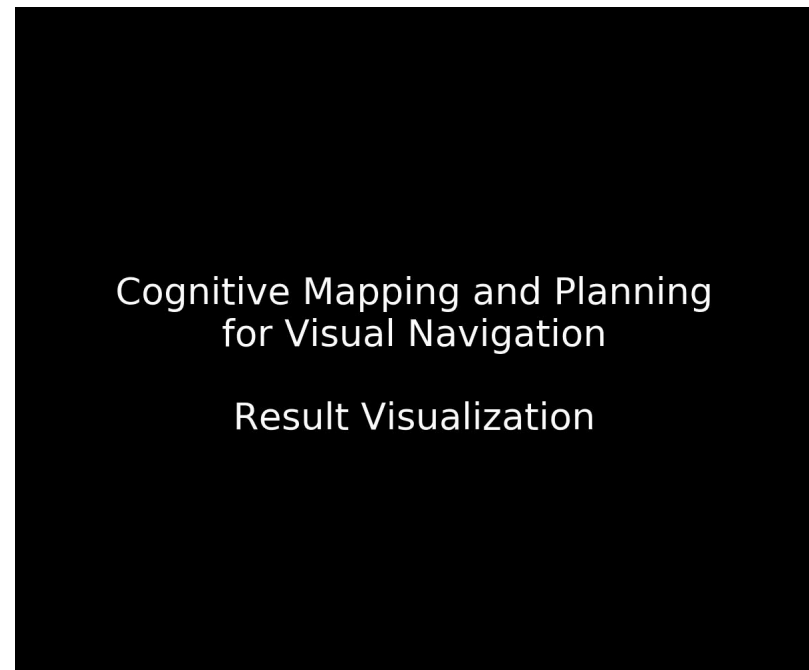 Cognitive Mapping and Planning
for Visual Navigation
Result Visualization